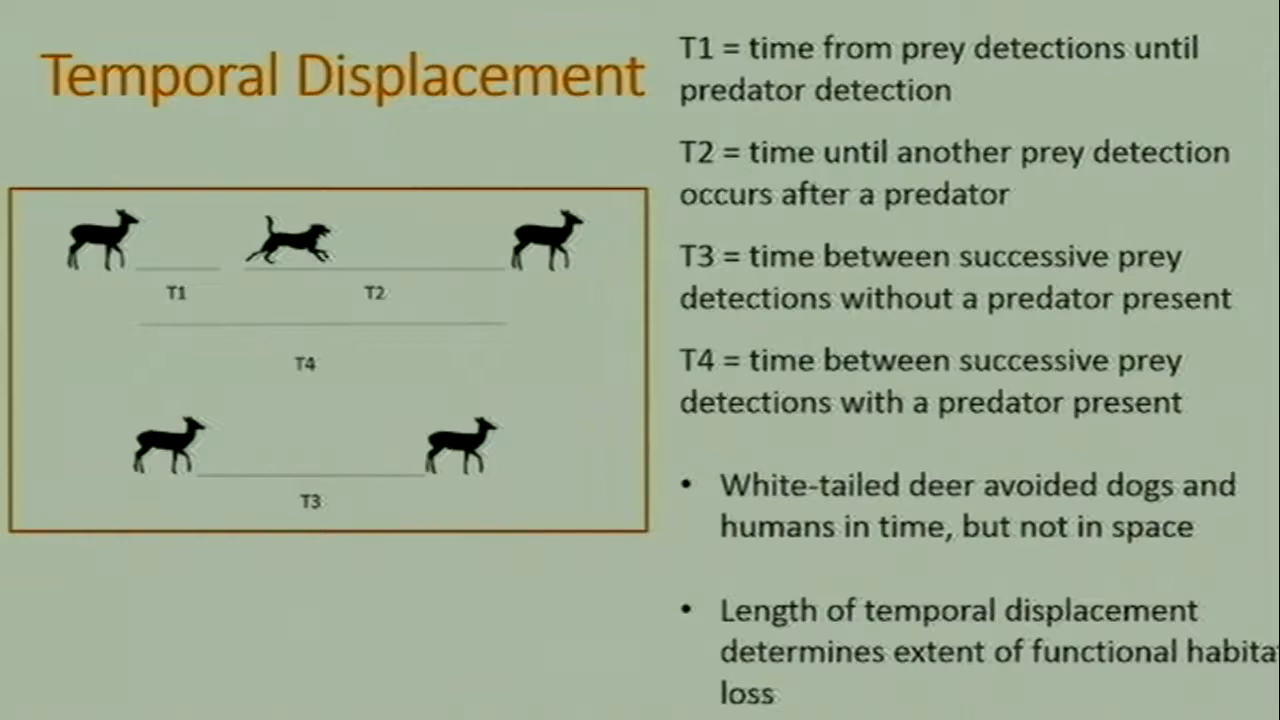 Temporal Displacement
T1
T2
T4
T3
T1 = time from prey detections until
predator detection
T2 = time until another prey detection
occurs after a predator
T3 = time between successive prey
detections without a predator present
T4 = time between successive prey
detections with a predator present
• White-tailed deer avoided dogs and
humans in time, but not in space
• Length of temporal displacement
determines extent of functional habitat
loss